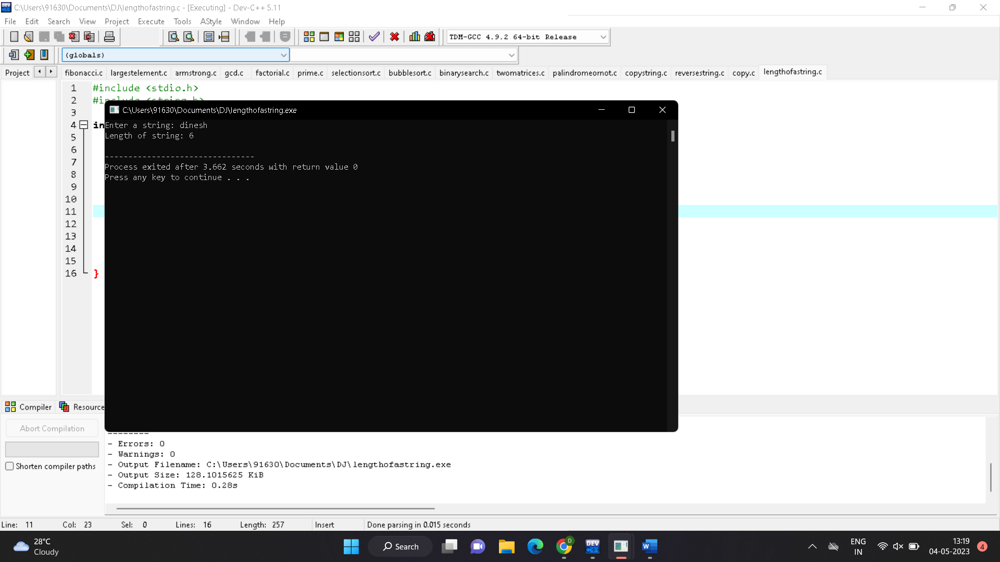 C:\Users\91630\Documents\DJ\lengthofastring.c - [Executing] - Dev-C++ 5.11
File Edit Search View Project Execute Tools AStyle Window Help
TDM-GCC 4.9.2 64-bit Release
(globals)
Project fibonacci.c largestelement.c armstrong.c gcd.c factorial.c prime.c selectionsort.c bubblesort.c binarysearch.c twomatrices.c palindromeornot.c copystring.c reversestring.c copy.c lengthofastring.c
1 #include <stdio.h>
2 #include <string.h>
3
4 in
5
6
7
8
9
10
11
12
13
14
15
16 }
C:\Users\91630\Documents\DJ\lengthofastring.exe
Enter a string: dinesh
Length of string: 6
--------------------------------
Process exited after 3.662 seconds with return value 0
Press any key to continue . . .
Compiler Resource
Abort Compilation
Shorten compiler paths
--------
- Errors: 0
- Warnings: 0
- Output Filename: C:\Users\91630\Documents\DJ\lengthofastring.exe
- Output Size: 128.1015625 KiB
- Compilation Time: 0.28s
Line: 11 Col: 23 Sel: 0 Lines: 16 Length: 257 Insert Done parsing in 0.015 seconds
28°C
Cloudy
Search
D
DEV
C++
W
ENG
IN
13:19
04-05-2023
4